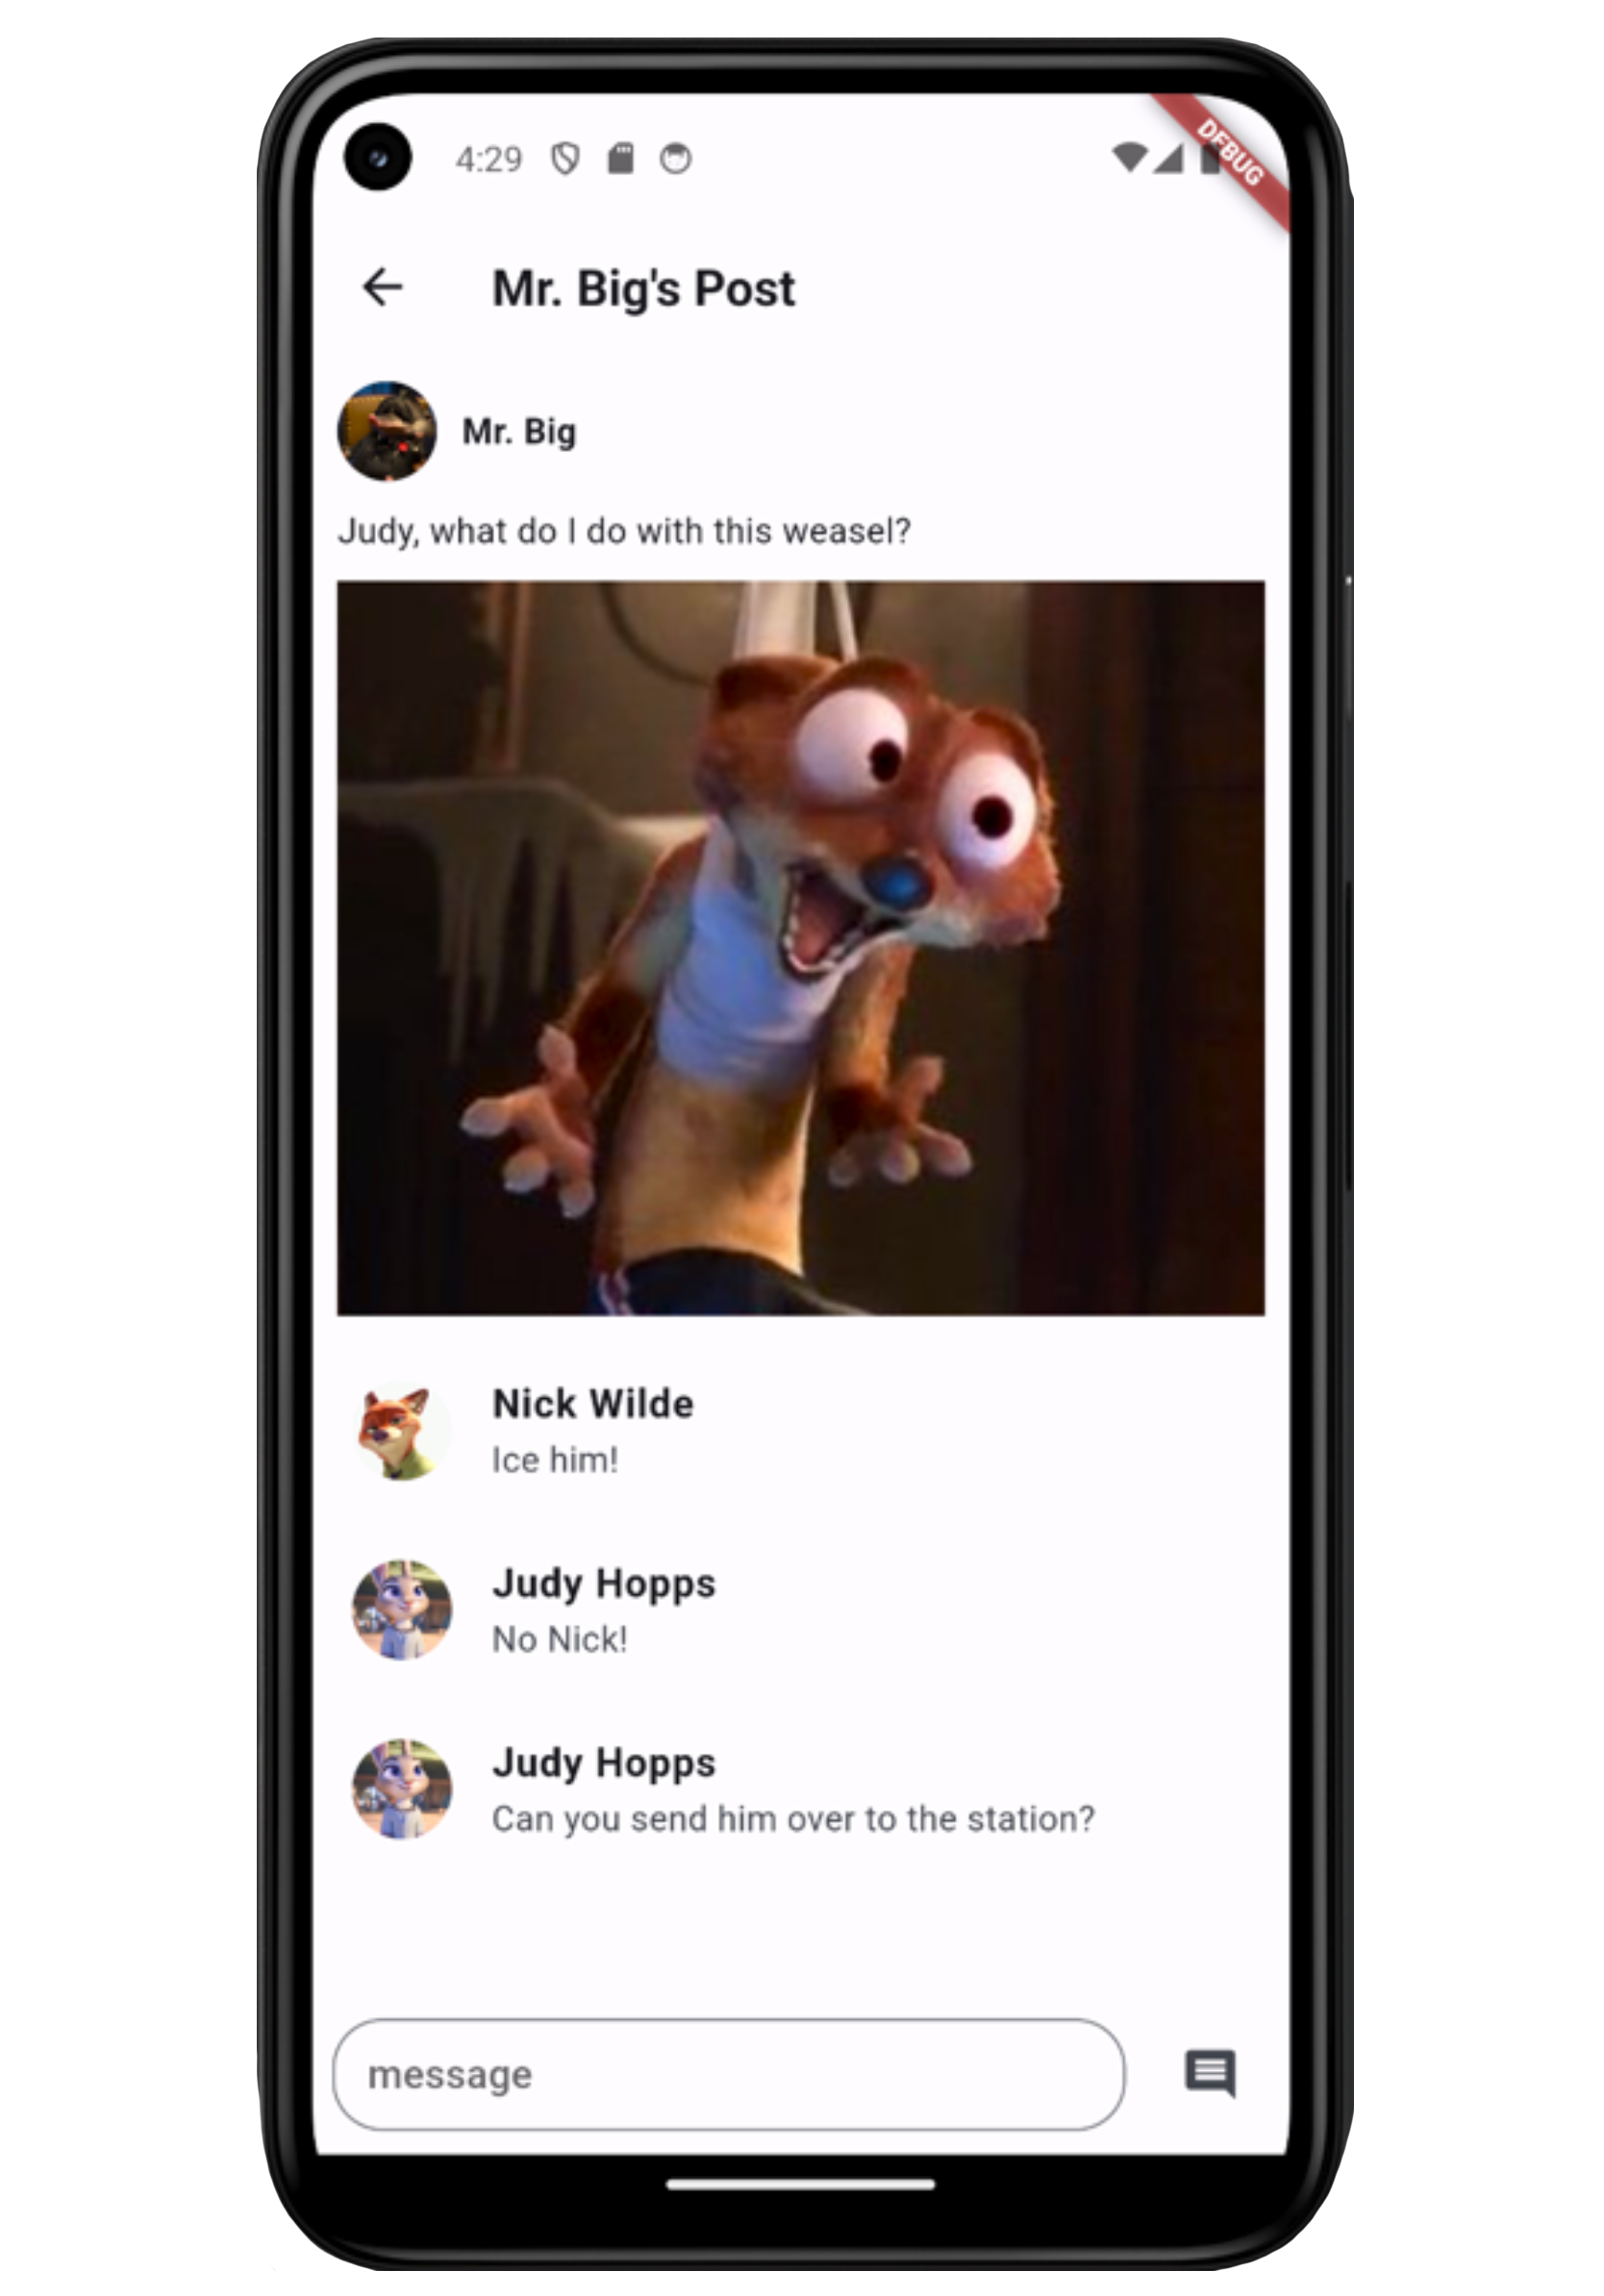 4:29
DEBUG
Mr. Big's Post
Mr. Big
Judy, what do I do with this weasel?
Nick Wilde
Ice him!
Judy Hopps
No Nick!
Judy Hopps
Can you send him over to the station?
message